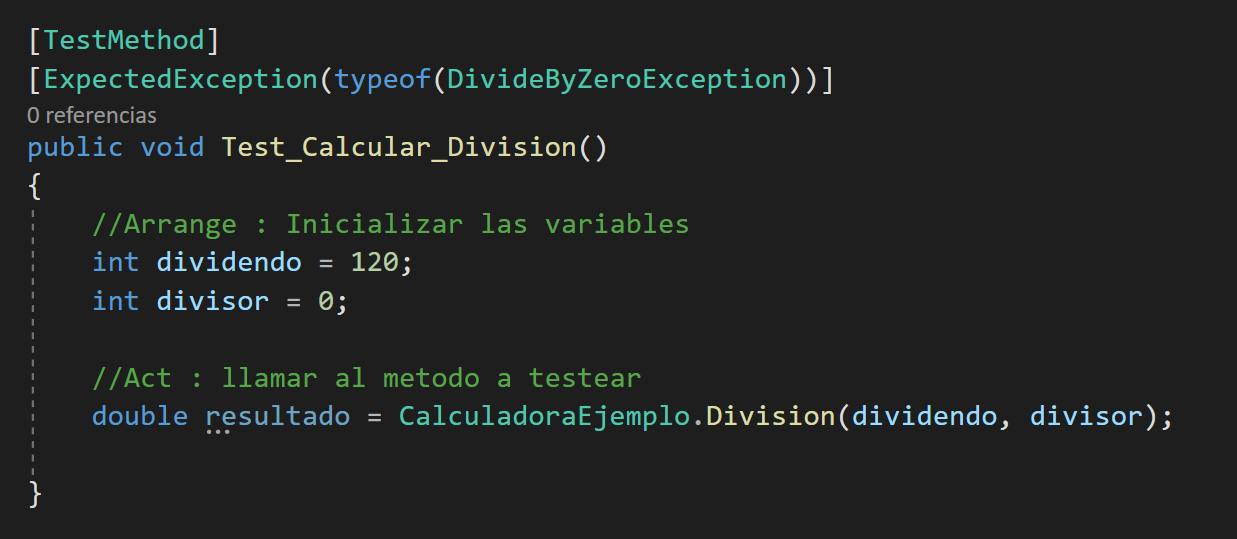 [TestMethod]
[ExpectedException(typeof(DivideByZeroException))]
0 referencias
public void Test_Calcular_Division()
{
//Arrange : Inicializar las variables
int dividendo = 120;
int divisor = 0;
//Act : llamar al metodo a testear
double resultado = CalculadoraEjemplo.Division(dividendo, divisor);
}